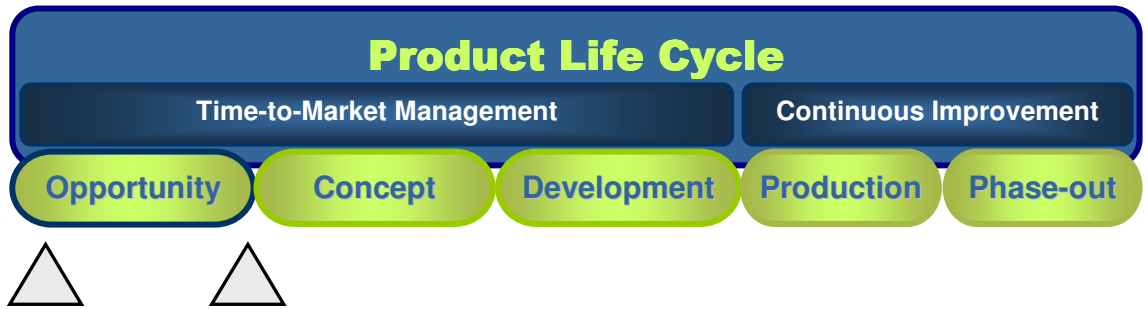 Product Life Cycle
Time-to-Market Management
Continuous Improvement
Opportunity
Concept
Development
Production
Phase-out